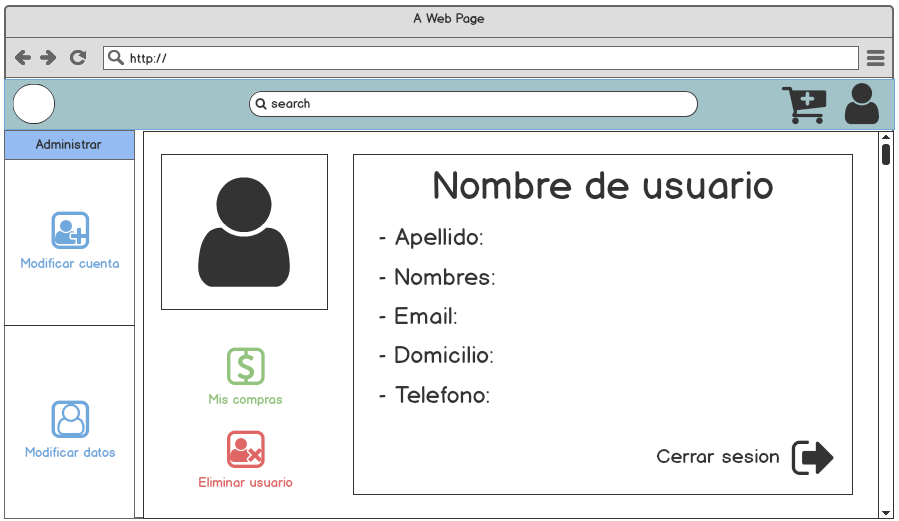 A Web Page
http://
search
Administrar
Modificar cuenta
Modificar datos
Mis compras
Eliminar usuario
Nombre de usuario
- Apellido:
- Nombres:
- Email:
- Domicilio:
- Telefono:
Cerrar sesion